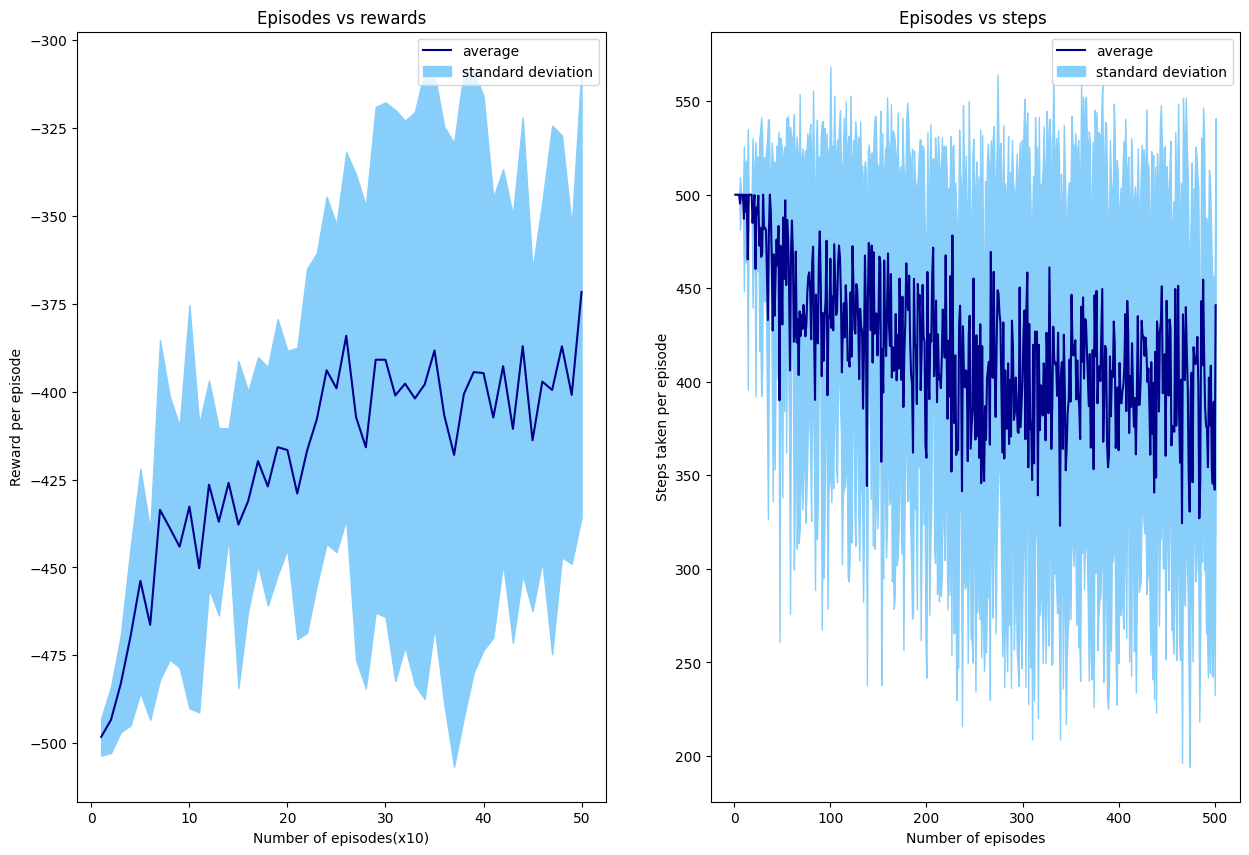 Episodes vs rewards
average
standard deviation
−300
−325
−350
−375
−400
−425
−450
−475
−500
Reward per episode
0 10 20 30 40 50
Number of episodes(x10)
Episodes vs steps
average
standard deviation
550
500
450
400
350
300
250
200
Steps taken per episode
0 100 200 300 400 500
Number of episodes